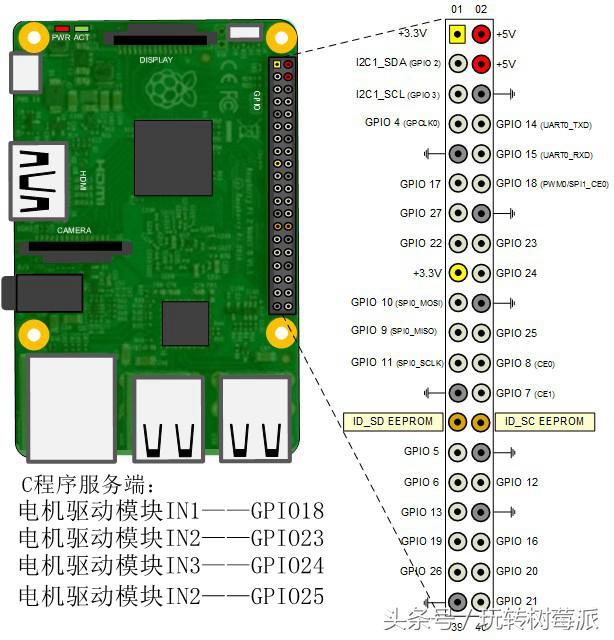 PWR ACT
DISPLAY
GPIO
HDMI
CAMERA
01 02
+3.3V +5V
I2C1_SDA (GPIO 2) +5V
I2C1_SCL (GPIO 3)
GPIO 4 (GPCLK0) GPIO 14 (UART0_TXD)
GPIO 15 (UART0_RXD)
GPIO 17 GPIO 18 (PWM0/SPI1_CE0)
GPIO 27
GPIO 22 GPIO 23
+3.3V GPIO 24
GPIO 10 (SPI0_MOSI)
GPIO 9 (SPI0_MISO) GPIO 25
GPIO 11 (SPI0_SCLK) GPIO 8 (CE0)
GPIO 7 (CE1)
ID_SD EEPROM ID_SC EEPROM
GPIO 5
GPIO 6 GPIO 12
GPIO 13
GPIO 19 GPIO 16
GPIO 26 GPIO 20
GPIO 21
39 40
C程序服务端:
电机驱动模块IN1——GPIO18
电机驱动模块IN2——GPIO23
电机驱动模块IN3——GPIO24
电机驱动模块IN2——GPIO25
头条号/玩转树莓派